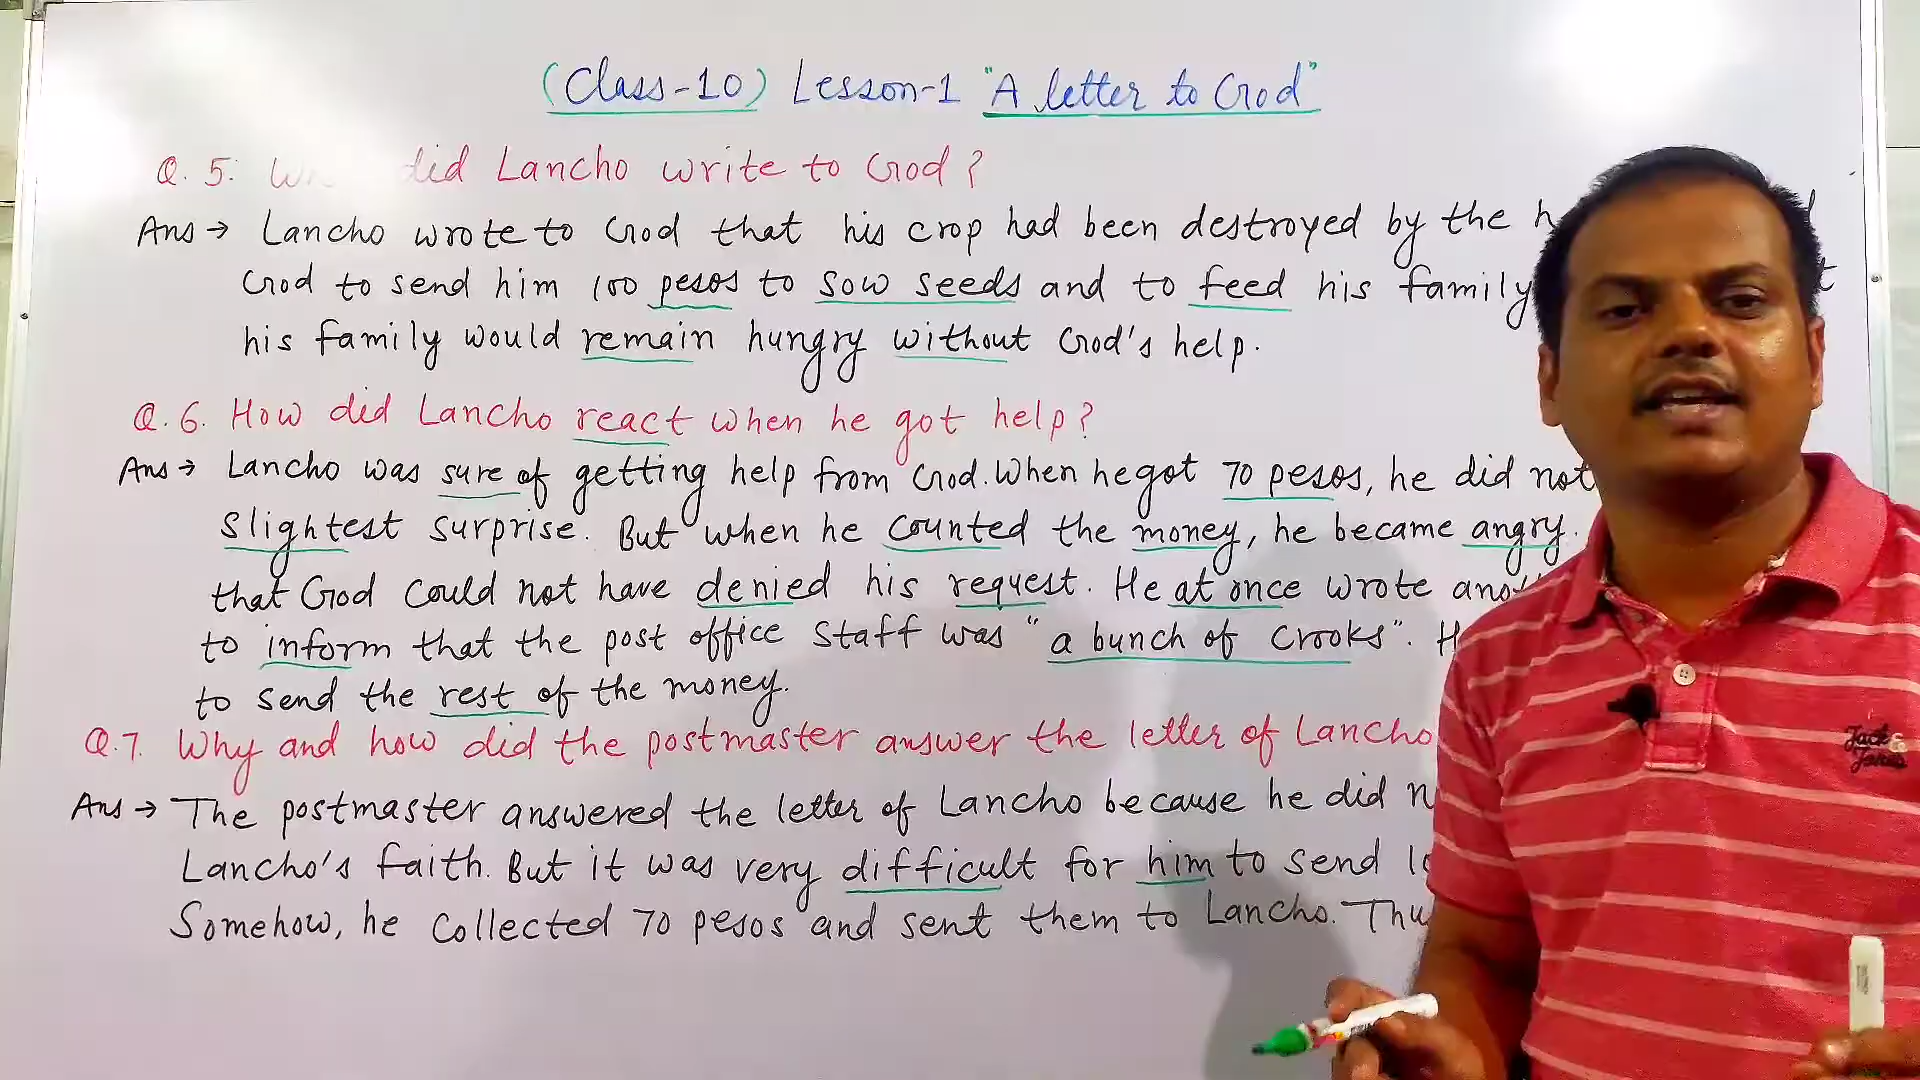 (Class-10) Lesson-1 "A letter to God"
Q. 5: did Lancho write to God?
Ans → Lancho wrote to God that his crop had been destroyed by the
God to send him 100 pesos to sow seeds and to feed his family
his family would remain hungry without God's help.
Q. 6. How did Lancho react when he got help?
Ans → Lancho was sure of getting help from God. When he got 70 pesos, he did not
slightest surprise. But when he counted the money, he became angry.
that God could not have denied his request. He at once wrote
to inform that the post office staff was "a bunch of crooks".
to send the rest of the money.
Q.7. Why and how did the postmaster answer the letter of Lancho
Ans → The postmaster answered the letter of Lancho because he did
Lancho's faith. But it was very difficult for him to send
Somehow, he collected 70 pesos and sent them to Lancho.
Jack &
Jones